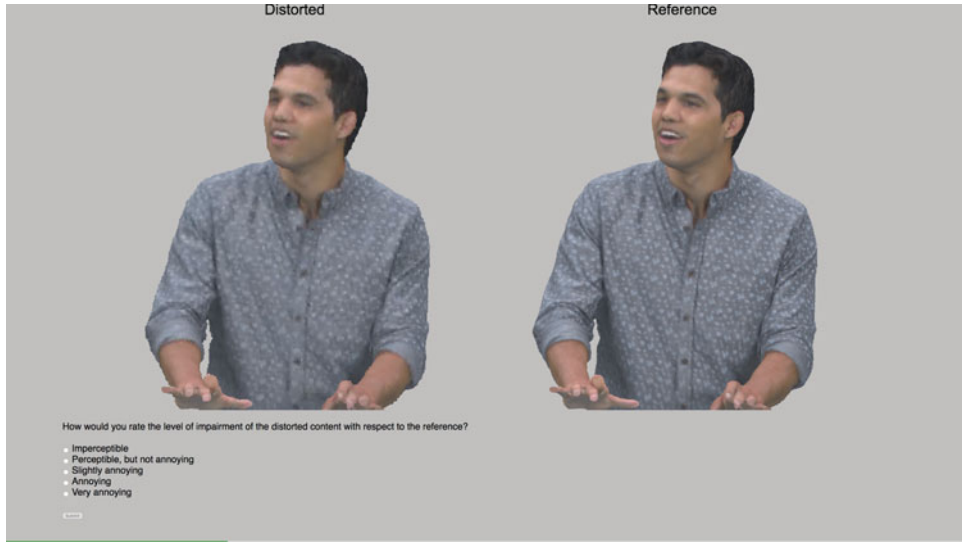 Distorted
Reference
How would you rate the level of impairment of the distorted content with respect to the reference?
Imperceptible
Perceptible, but not annoying
Slightly annoying
Annoying
Very annoying